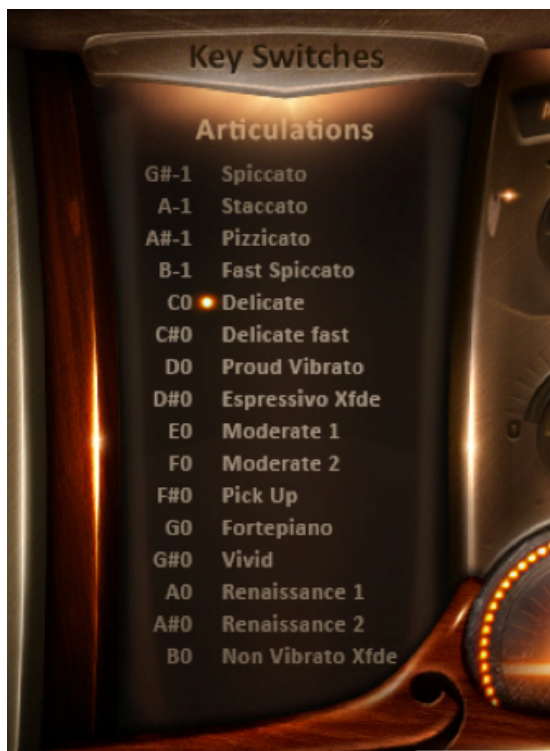 Key Switches
Articulations
G#-1 Spiccato
A-1 Staccato
A#-1 Pizzicato
B-1 Fast Spiccato
C0 Delicate
C#0 Delicate fast
D0 Proud Vibrato
D#0 Espressivo Xfde
E0 Moderate 1
F0 Moderate 2
F#0 Pick Up
G0 Fortepiano
G#0 Vivid
A0 Renaissance 1
A#0 Renaissance 2
B0 Non Vibrato Xfde
0